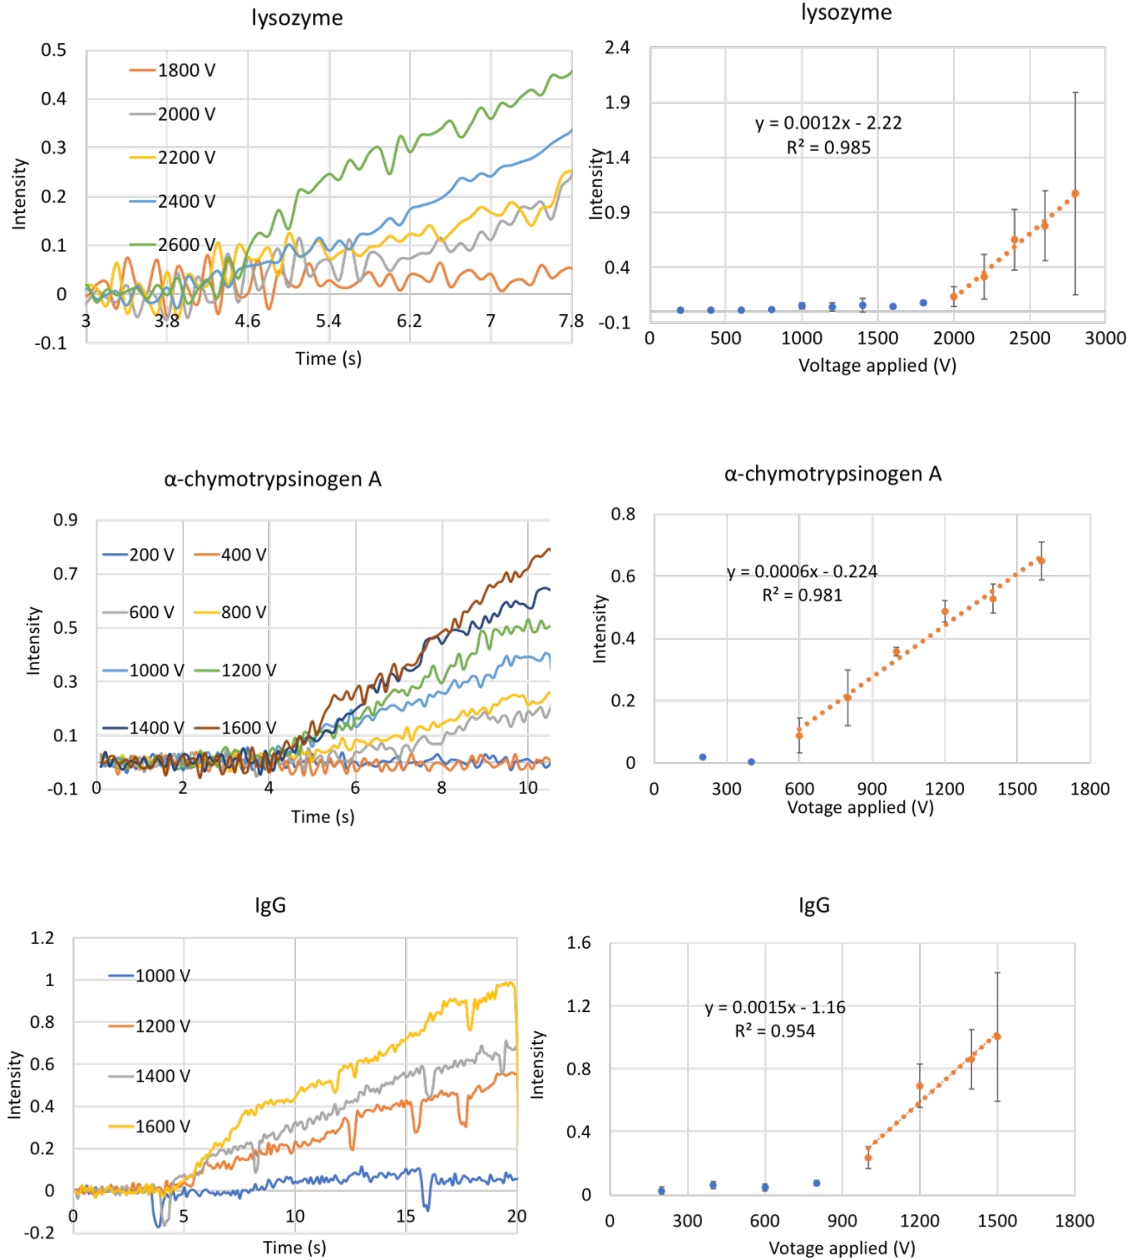 lysozyme
Intensity
0.5
0.4
0.3
0.2
0.1
0
-0.1
1800 V
2000 V
2200 V
2400 V
2600 V
3 3.8 4.6 5.4 6.2 7 7.8
Time (s)
lysozyme
Intensity
2.4
1.9
1.4
0.9
0.4
-0.1
y = 0.0012x - 2.22
R² = 0.985
0 500 1000 1500 2000 2500 3000
Voltage applied (V)
α-chymotrypsinogen A
Intensity
0.9
0.7
0.5
0.3
0.1
-0.1
200 V 400 V
600 V 800 V
1000 V 1200 V
1400 V 1600 V
0 2 4 6 8 10
Time (s)
α-chymotrypsinogen A
Intensity
0.8
0.6
0.4
0.2
0
y = 0.0006x - 0.224
R² = 0.981
0 300 600 900 1200 1500 1800
Votage applied (V)
IgG
Intensity
1.2
1
0.8
0.6
0.4
0.2
0
-0.2
1000 V
1200 V
1400 V
1600 V
0 5 10 15 20
Time (s)
IgG
Intensity
1.6
1.2
0.8
0.4
0
y = 0.0015x - 1.16
R² = 0.954
0 300 600 900 1200 1500 1800
Voltage applied (V)